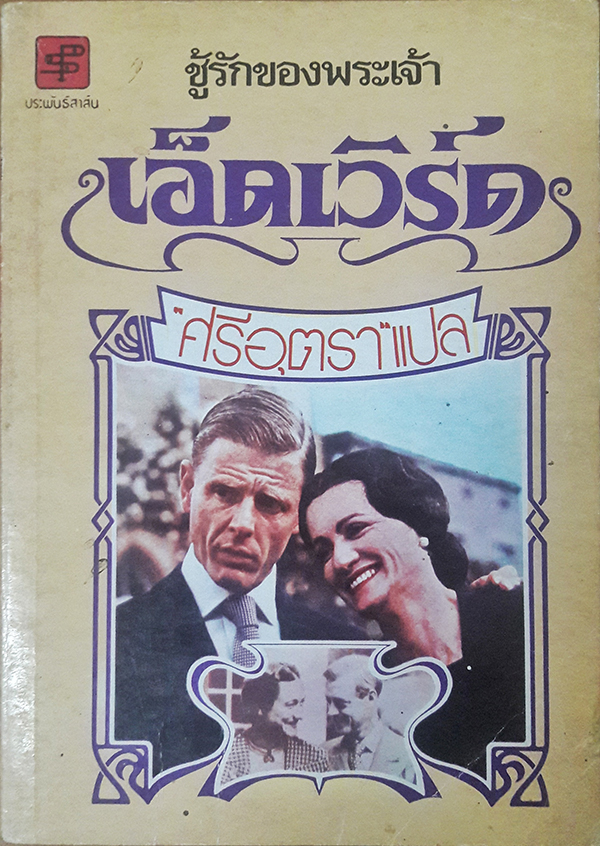 ประพันธ์สาส์น
ชู้รักของพระเจ้า
เอ็ดเวิร์ด
"ศรีอุตรา"แปล